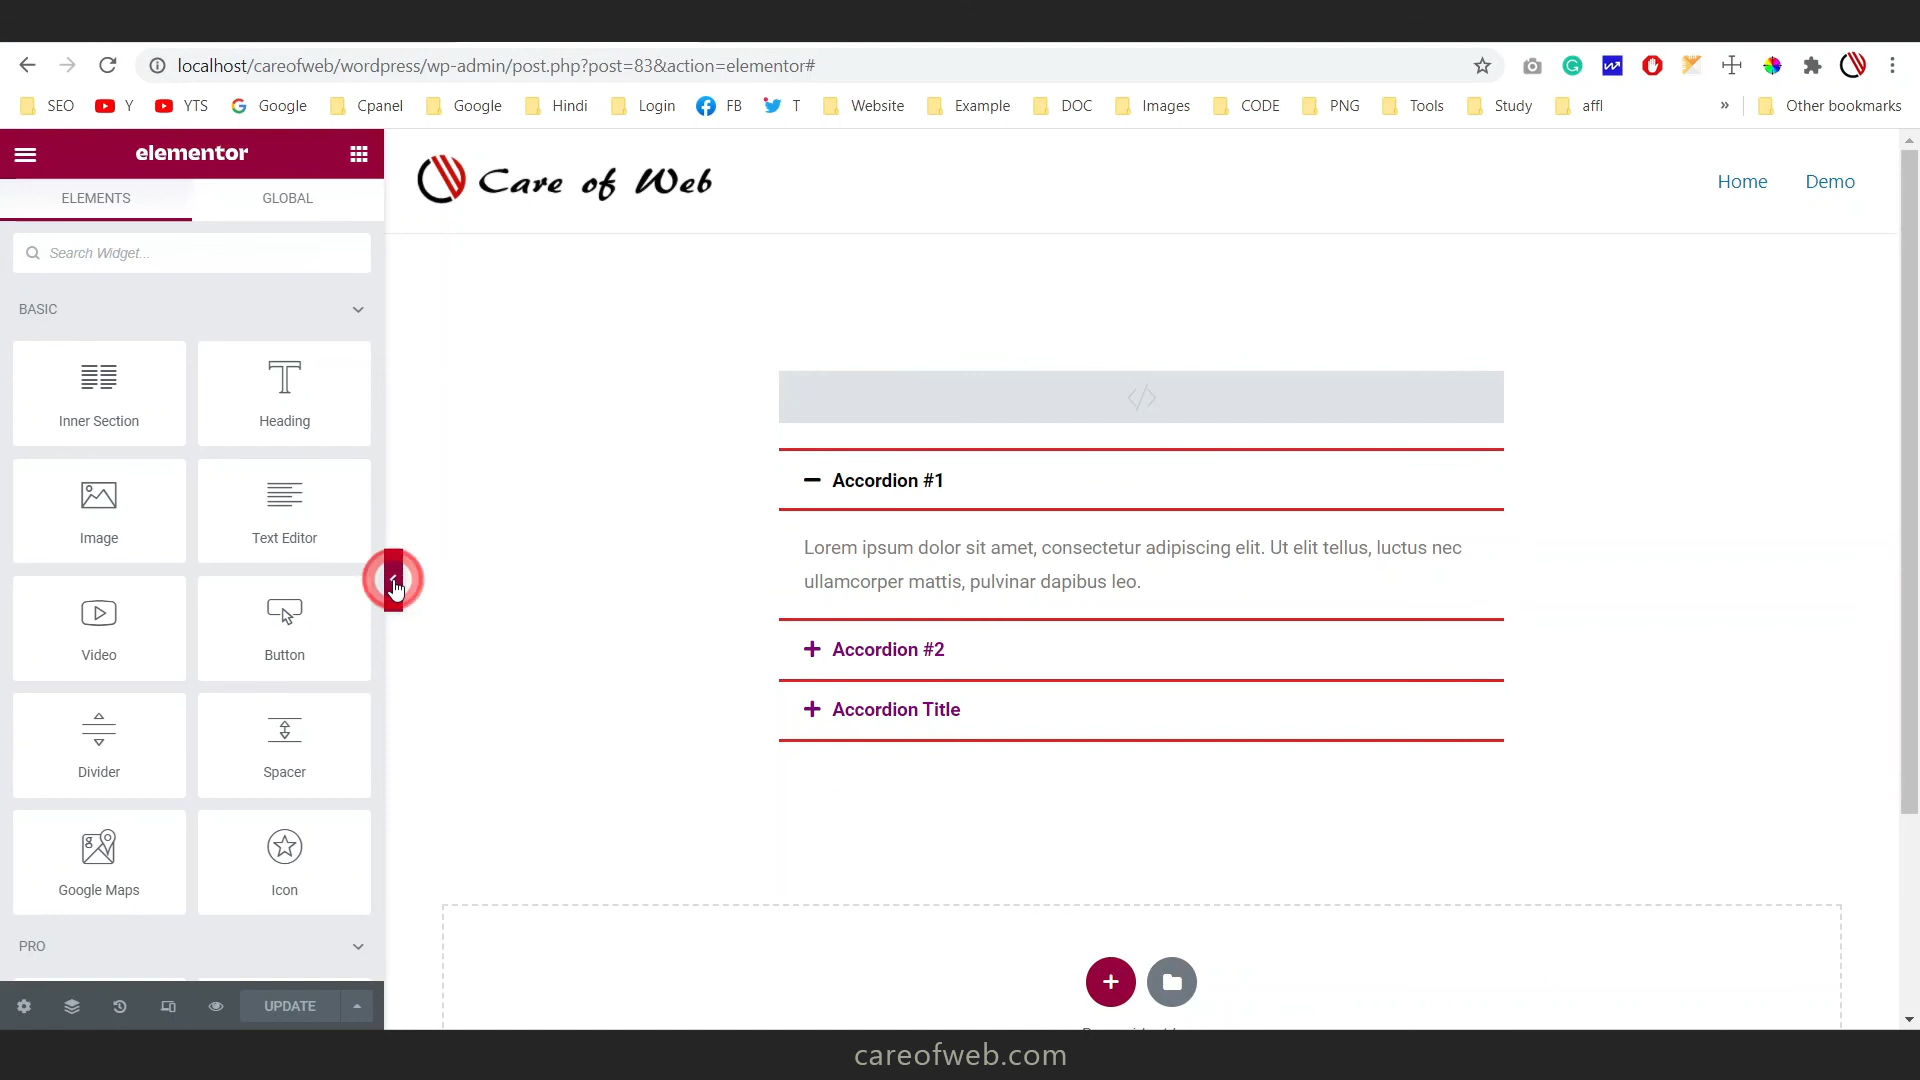 localhost/careofweb/wordpress/wp-admin/post.php?post=83&action=elementor#
SEO Y YTS Google Cpanel Google Hindi Login FB T Website Example DOC Images CODE PNG Tools Study affl » Other bookmarks
elementor
ELEMENTS GLOBAL
Search Widget...
BASIC
Inner Section Heading
Image Text Editor
Video Button
Divider Spacer
Google Maps Icon
PRO
UPDATE
Care of Web
Home Demo
Accordion #1
Lorem ipsum dolor sit amet, consectetur adipiscing elit. Ut elit tellus, luctus nec
ullamcorper mattis, pulvinar dapibus leo.
Accordion #2
Accordion Title
careofweb.com